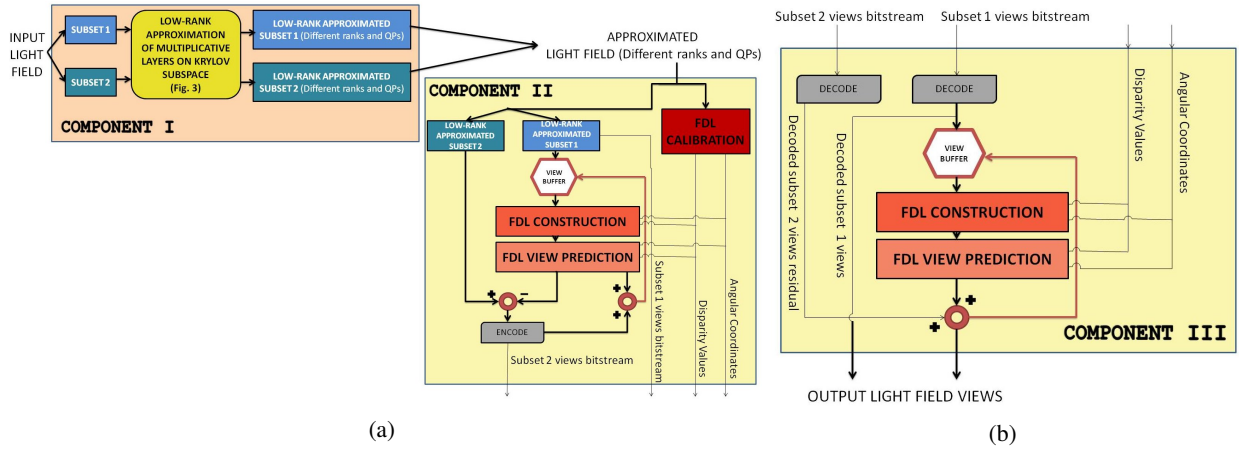 INPUT
LIGHT
FIELD
SUBSET 1
SUBSET 2
LOW-RANK
APPROXIMATION
OF MULTIPLICATIVE
LAYERS ON KRYLOV
SUBSPACE
(Fig. 3)
LOW-RANK APPROXIMATED
SUBSET 1 (Different ranks and QPs)
LOW-RANK APPROXIMATED
SUBSET 2 (Different ranks and QPs)
COMPONENT I
APPROXIMATED
LIGHT FIELD (Different ranks and QPs)
COMPONENT II
LOW-RANK
APPROXIMATED
SUBSET 2
LOW-RANK
APPROXIMATED
SUBSET 1
FDL
CALIBRATION
VIEW
BUFFER
FDL CONSTRUCTION
FDL VIEW PREDICTION
+
−
+
+
ENCODE
Subset 2 views bitstream
Subset 1 views bitstream
Disparity Values
Angular Coordinates
(a)
Subset 2 views bitstream
Subset 1 views bitstream
DECODE
DECODE
Disparity
Values
Angular
Coordinates
Decoded subset 2 views residual
Decoded subset 1 views
VIEW
BUFFER
FDL CONSTRUCTION
FDL VIEW PREDICTION
+
+
COMPONENT III
OUTPUT LIGHT FIELD VIEWS
(b)